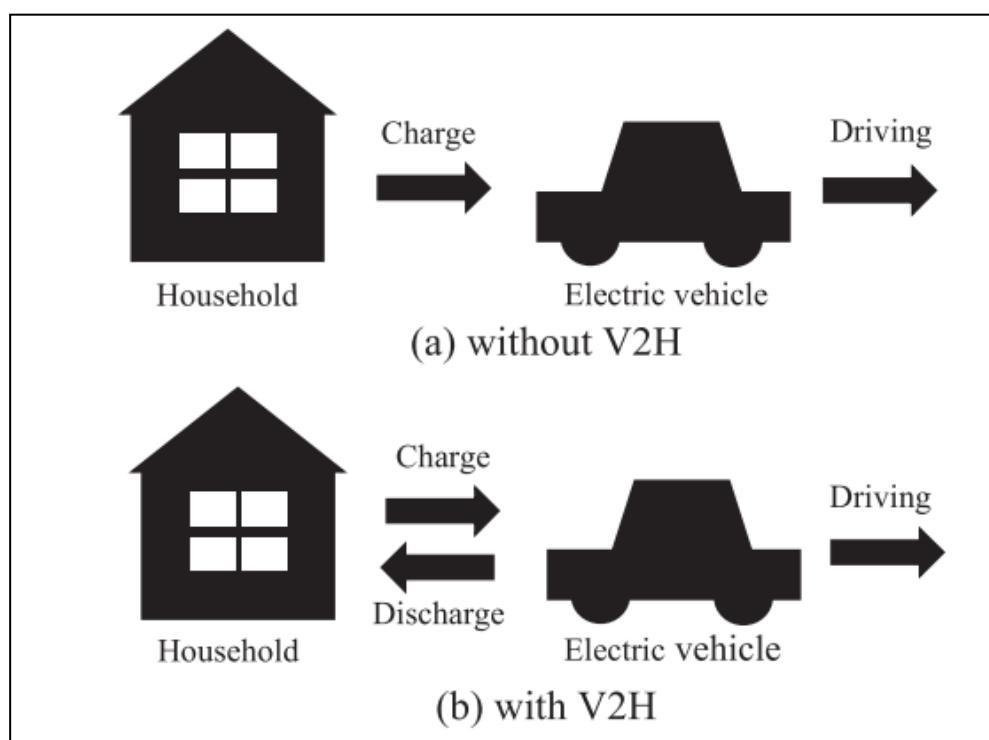 Charge
Driving
Household
Electric vehicle
(a) without V2H
Charge
Driving
Discharge
Household
Electric vehicle
(b) with V2H